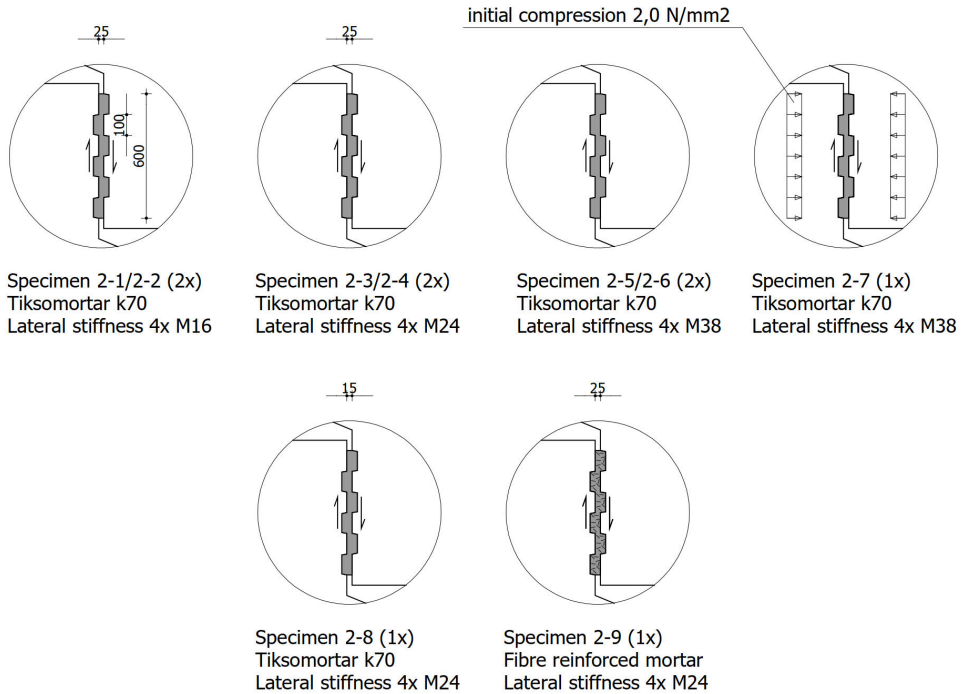 initial compression 2,0 N/mm2
25
25
100
600
Specimen 2-1/2-2 (2x)
Tiksomortar k70
Lateral stiffness 4x M16
Specimen 2-3/2-4 (2x)
Tiksomortar k70
Lateral stiffness 4x M24
Specimen 2-5/2-6 (2x)
Tiksomortar k70
Lateral stiffness 4x M38
Specimen 2-7 (1x)
Tiksomortar k70
Lateral stiffness 4x M38
15
25
Specimen 2-8 (1x)
Tiksomortar k70
Lateral stiffness 4x M24
Specimen 2-9 (1x)
Fibre reinforced mortar
Lateral stiffness 4x M24